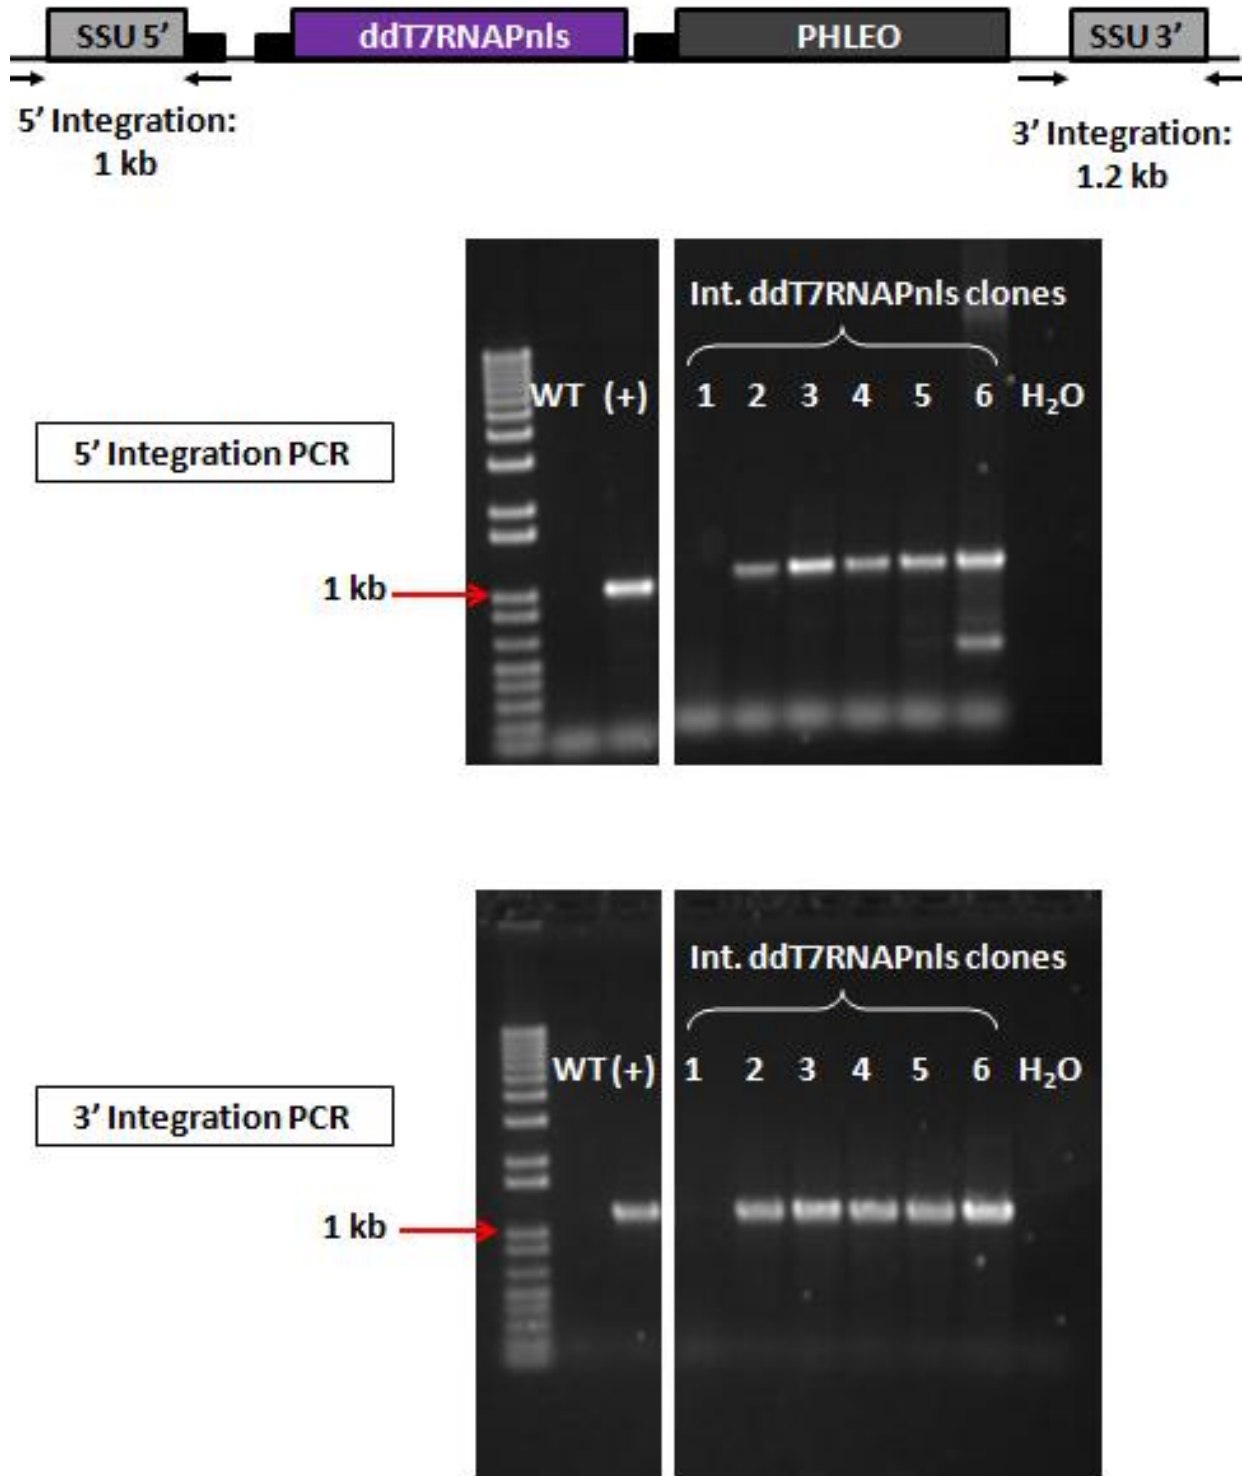 SSU 5’ ddT7RNAPnls PHLEO SSU 3’
5’ Integration:
1 kb
3’ Integration:
1.2 kb
Int. ddT7RNAPnls clones
WT (+) 1 2 3 4 5 6 H₂O
5’ Integration PCR
1 kb
Int. ddT7RNAPnls clones
WT (+) 1 2 3 4 5 6 H₂O
3’ Integration PCR
1 kb